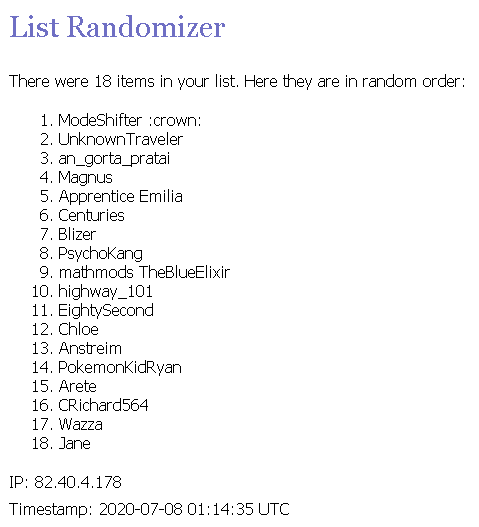 List Randomizer
There were 18 items in your list. Here they are in random order:
1. ModeShifter :crown:
2. UnknownTraveler
3. an_gorta_pratai
4. Magnus
5. Apprentice Emilia
6. Centuries
7. Blizer
8. PsychoKang
9. mathmods TheBlueElixir
10. highway_101
11. EightySecond
12. Chloe
13. Anstreim
14. PokemonKidRyan
15. Arete
16. CRichard564
17. Wazza
18. Jane
IP: 82.40.4.178
Timestamp: 2020-07-08 01:14:35 UTC